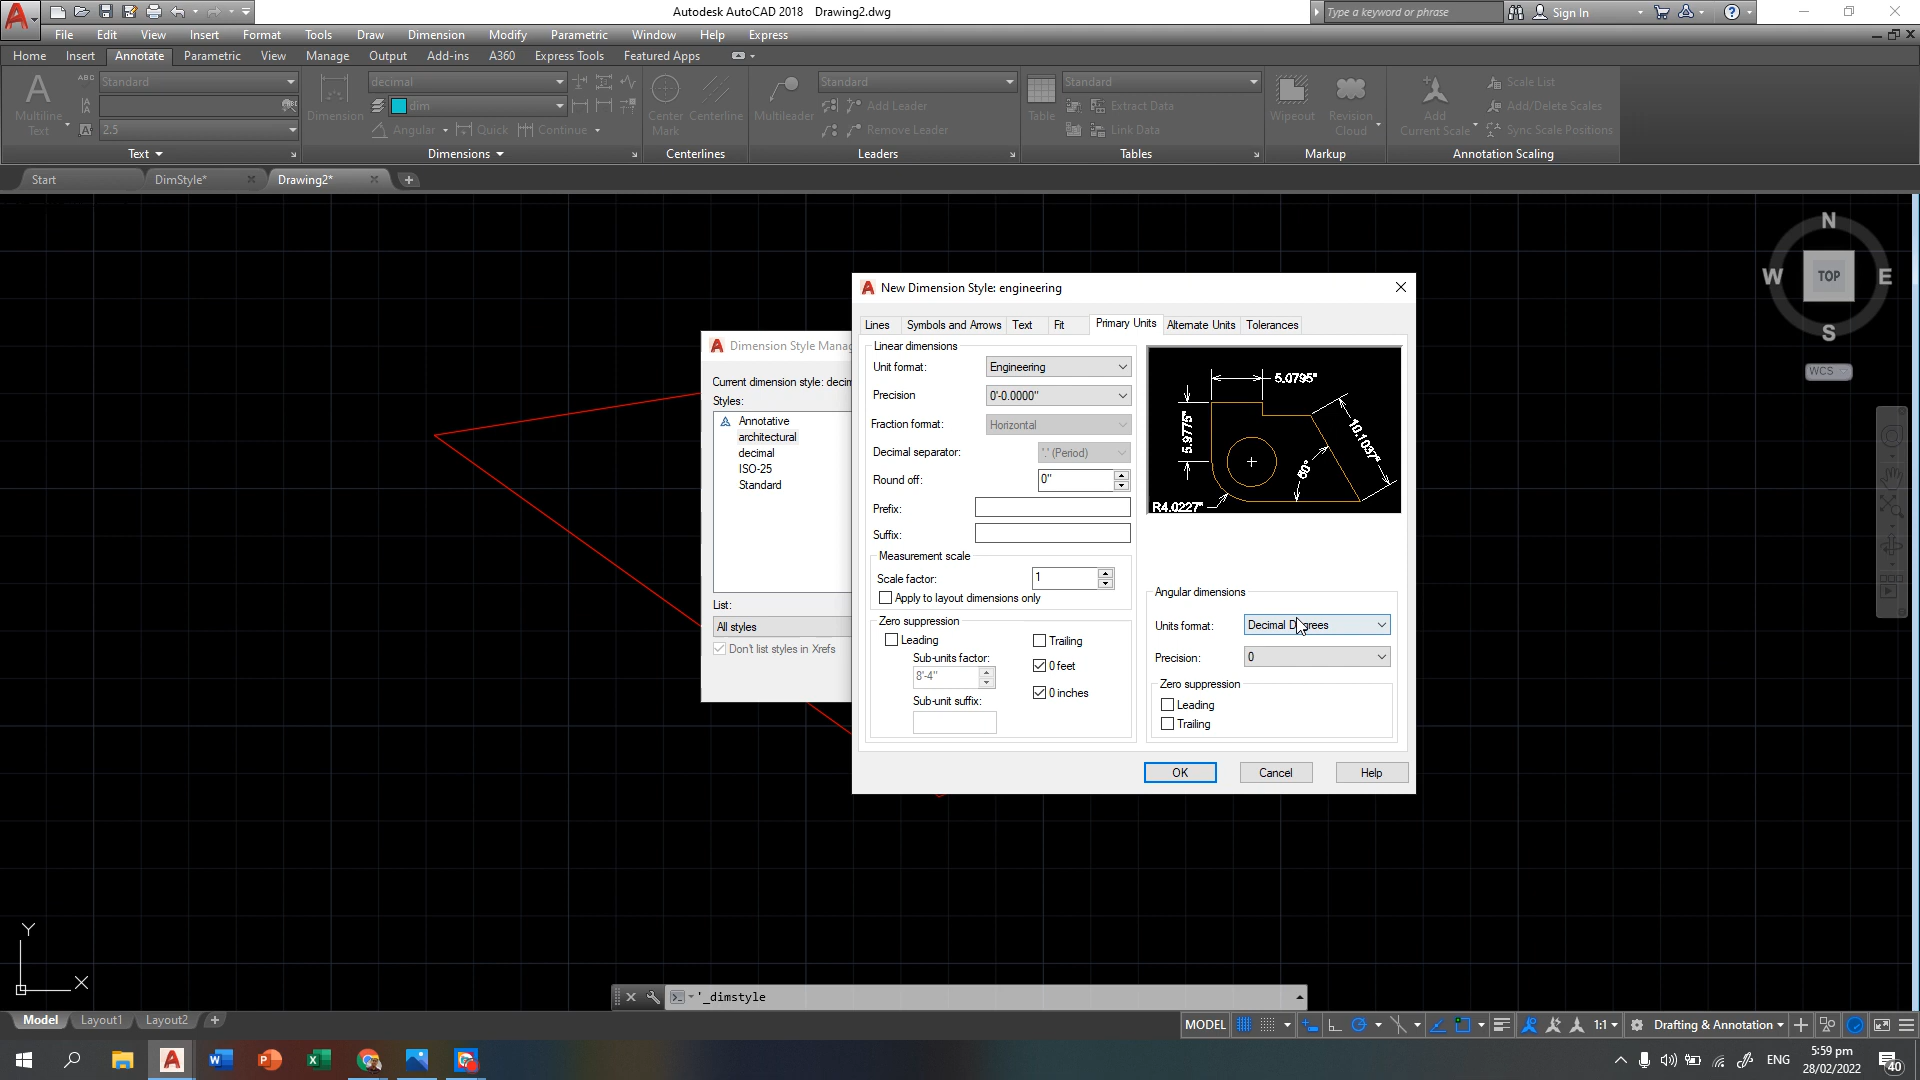 Autodesk AutoCAD 2018 Drawing2.dwg
Type a keyword or phrase
Sign In
File Edit View Insert Format Tools Draw Dimension Modify Parametric Window Help Express
Home Insert Annotate Parametric View Manage Output Add-ins A360 Express Tools Featured Apps
Multiline Text
Standard
2.5
Text
Dimension
decimal
dim
Angular Quick Continue
Dimensions
Center Mark
Centerline
Centerlines
Multileader
Standard
Add Leader
Remove Leader
Leaders
Table
Standard
Extract Data
Link Data
Tables
Wipeout
Revision Cloud
Markup
Add Current Scale
Scale List
Add/Delete Scales
Sync Scale Positions
Annotation Scaling
Start DimStyle* Drawing2*
N
W TOP E
S
WCS
Dimension Style Manag
Current dimension style: decim
Styles:
Annotative
architectural
decimal
ISO-25
Standard
List:
All styles
Don't list styles in Xrefs
New Dimension Style: engineering
Lines Symbols and Arrows Text Fit Primary Units Alternate Units Tolerances
Linear dimensions
Unit format: Engineering
Precision 0'-0.0000"
Fraction format: Horizontal
Decimal separator: '.' (Period)
Round off: 0"
Prefix:
Suffix:
Measurement scale
Scale factor: 1
Apply to layout dimensions only
Zero suppression
Leading
Sub-units factor:
8'-4"
Sub-unit suffix:
Trailing
0 feet
0 inches
5.0795"
5.9775"
10.1037"
60°
R4.0227"
Angular dimensions
Units format: Decimal Degrees
Precision: 0
Zero suppression
Leading
Trailing
OK Cancel Help
Y
X
'_dimstyle
Model Layout1 Layout2
MODEL
1:1
Drafting & Annotation
ENG
5:59 pm
28/02/2022
40